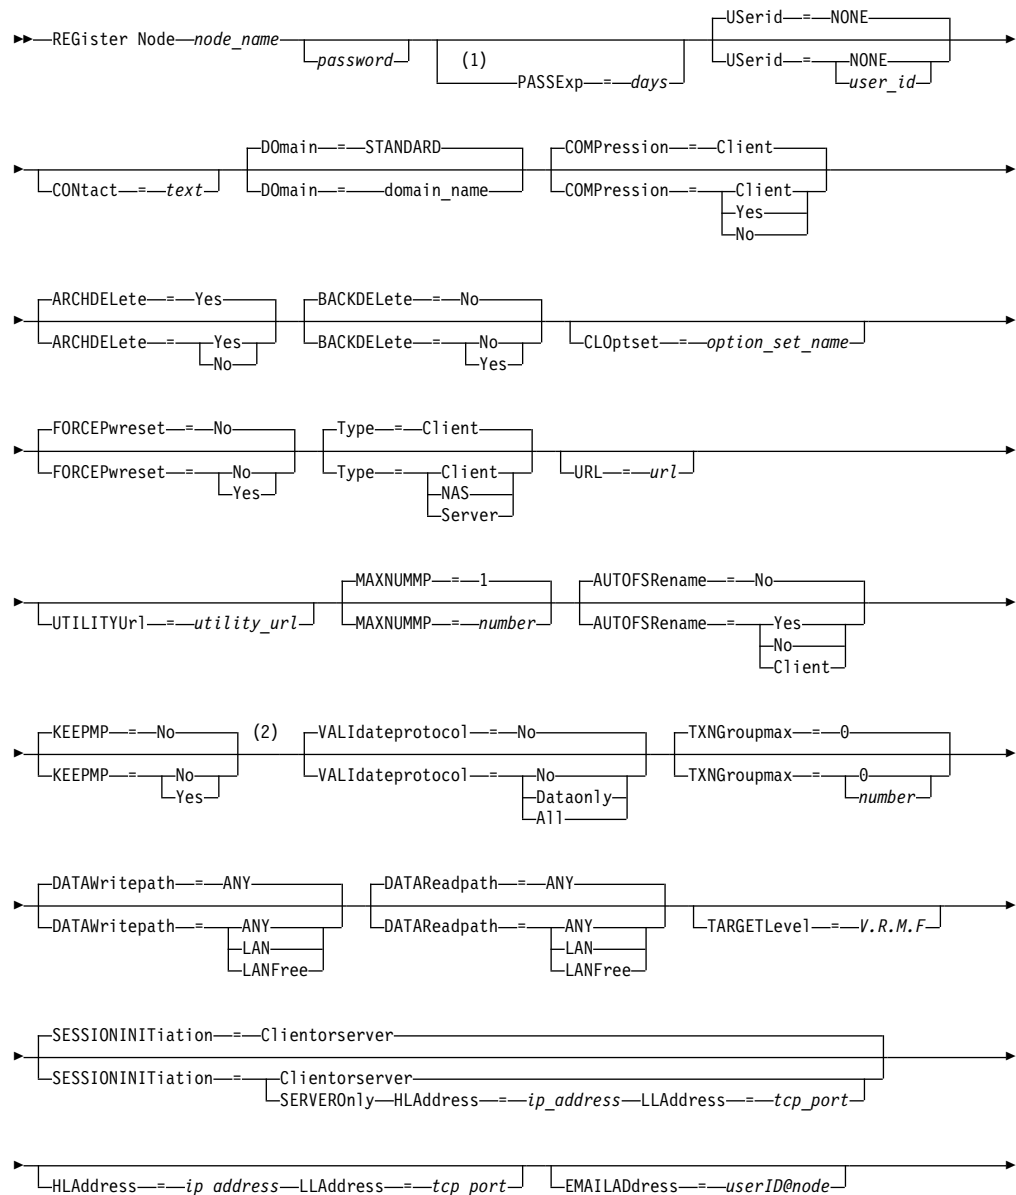 USerid = NONE
REGister Node node_name
password
(1)
PASSExp = days
USerid = NONE
user_id
DOmain = STANDARD
COMPression = Client
CONtact = text
DOmain = domain_name
COMPression = Client
Yes
No
ARCHDELete = Yes
BACKDELete = No
ARCHDELete = Yes
No
BACKDELete = No
Yes
CLOptset = option_set_name
FORCEPwreset = No
Type = Client
FORCEPwreset = No
Yes
Type = Client
NAS
Server
URL = url
MAXNUMMP = 1
AUTOFSRename = No
UTILITYUrl = utility_url
MAXNUMMP = number
AUTOFSRename = Yes
No
Client
KEEPMP = No
(2)
VALIdateprotocol = No
TXNGroupmax = 0
KEEPMP = No
Yes
VALIdateprotocol = No
Dataonly
All
TXNGroupmax = 0
number
DATAWritepath = ANY
DATAReadpath = ANY
DATAWritepath = ANY
LAN
LANFree
DATAReadpath = ANY
LAN
LANFree
TARGETLevel = V.R.M.F
SESSIONINITiation = Clientorserver
SESSIONINITiation = Clientorserver
SERVEROnly HLAddress = ip_address LLAddress = tcp_port
HLAddress = ip_address LLAddress = tcp_port
EMAILADdress = userID@node